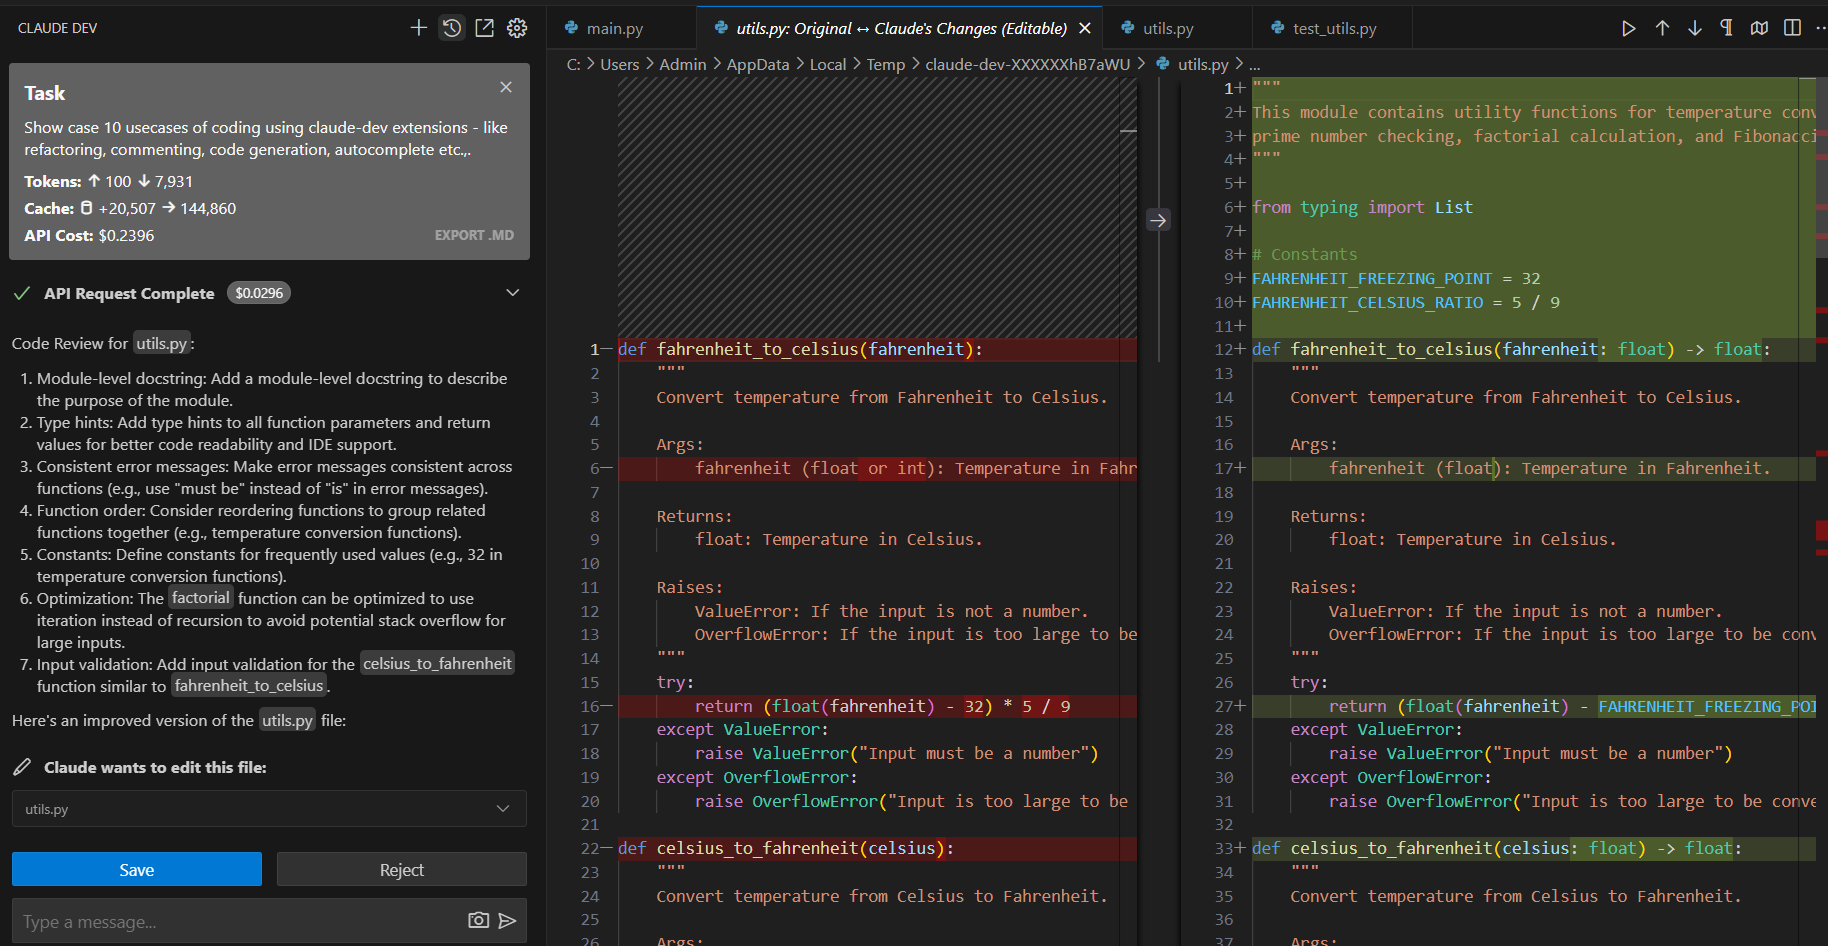 CLAUDE DEV
Task
Show case 10 usecases of coding using claude-dev extensions - like
refactoring, commenting, code generation, autocomplete etc.,.
Tokens: ↑ 100 ↓ 7,931
Cache: +20,507 → 144,860
API Cost: $0.2396
EXPORT .MD
API Request Complete $0.0296
Code Review for utils.py:
1. Module-level docstring: Add a module-level docstring to describe
the purpose of the module.
2. Type hints: Add type hints to all function parameters and return
values for better code readability and IDE support.
3. Consistent error messages: Make error messages consistent across
functions (e.g., use "must be" instead of "is" in error messages).
4. Function order: Consider reordering functions to group related
functions together (e.g., temperature conversion functions).
5. Constants: Define constants for frequently used values (e.g., 32 in
temperature conversion functions).
6. Optimization: The factorial function can be optimized to use
iteration instead of recursion to avoid potential stack overflow for
large inputs.
7. Input validation: Add input validation for the celsius_to_fahrenheit
function similar to fahrenheit_to_celsius.
Here's an improved version of the utils.py file:
Claude wants to edit this file:
utils.py
Save
Reject
Type a message...
main.py
utils.py: Original ↔ Claude's Changes (Editable)
utils.py
test_utils.py
C: > Users > Admin > AppData > Local > Temp > claude-dev-XXXXXXhB7aWU > utils.py > ...
1− def fahrenheit_to_celsius(fahrenheit):
2 """
3 Convert temperature from Fahrenheit to Celsius.
4
5 Args:
6− fahrenheit (float or int): Temperature in Fahr
7
8 Returns:
9 float: Temperature in Celsius.
10
11 Raises:
12 ValueError: If the input is not a number.
13 OverflowError: If the input is too large to be
14 """
15 try:
16− return (float(fahrenheit) - 32) * 5 / 9
17 except ValueError:
18 raise ValueError("Input must be a number")
19 except OverflowError:
20 raise OverflowError("Input is too large to be
21
22− def celsius_to_fahrenheit(celsius):
23 """
24 Convert temperature from Celsius to Fahrenheit.
25
26 Args:
1+ """
2+ This module contains utility functions for temperature conv
3+ prime number checking, factorial calculation, and Fibonacci
4+ """
5+
6+ from typing import List
7+
8+ # Constants
9+ FAHRENHEIT_FREEZING_POINT = 32
10+ FAHRENHEIT_CELSIUS_RATIO = 5 / 9
11+
12+ def fahrenheit_to_celsius(fahrenheit: float) -> float:
13 """
14 Convert temperature from Fahrenheit to Celsius.
15
16 Args:
17+ fahrenheit (float): Temperature in Fahrenheit.
18
19 Returns:
20 float: Temperature in Celsius.
21
22 Raises:
23 ValueError: If the input is not a number.
24 OverflowError: If the input is too large to be conv
25 """
26 try:
27+ return (float(fahrenheit) - FAHRENHEIT_FREEZING_POI
28 except ValueError:
29 raise ValueError("Input must be a number")
30 except OverflowError:
31 raise OverflowError("Input is too large to be conve
32
33+ def celsius_to_fahrenheit(celsius: float) -> float:
34 """
35 Convert temperature from Celsius to Fahrenheit.
36
37 Args: